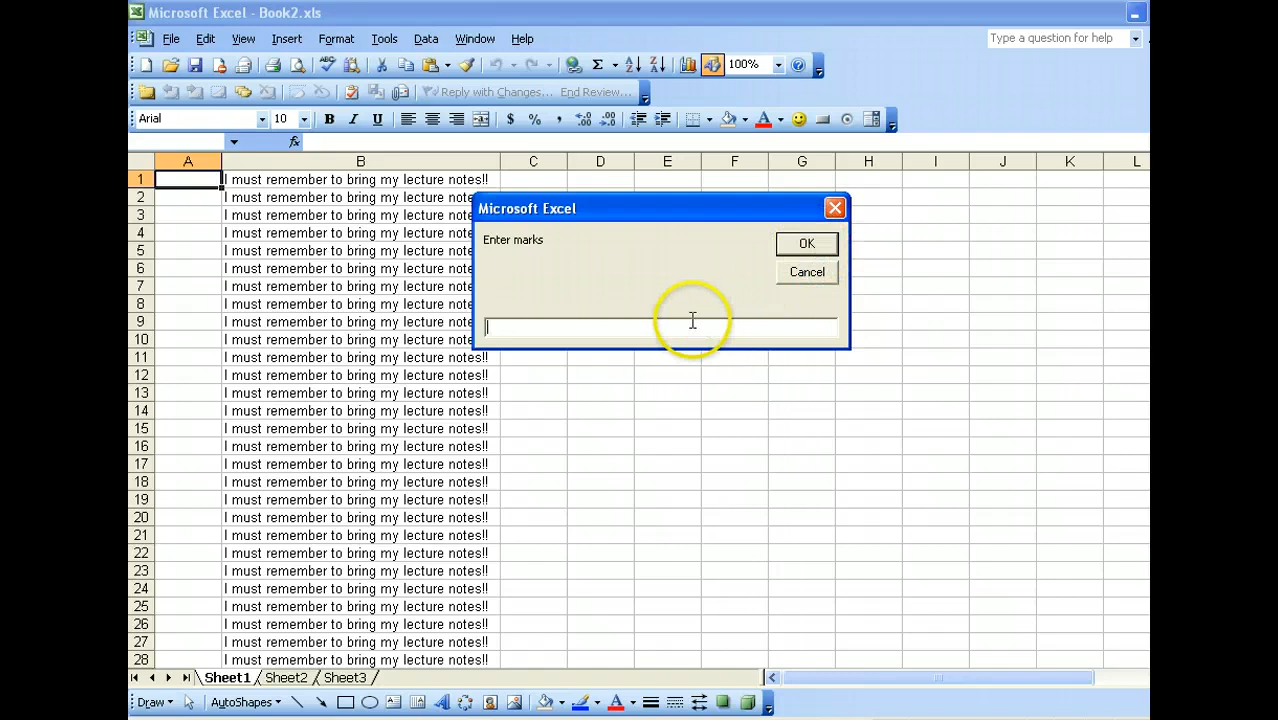 Microsoft Excel - Book2.xls
File Edit View Insert Format Tools Data Window Help Type a question for help
100%
Reply with Changes... End Review...
Arial 10 B I U $ % ,
fx
A B C D E F G H I J K L
1 I must remember to bring my lecture notes!!
2 I must remember to bring my lecture notes!!
3 I must remember to bring my lecture notes!!
4 I must remember to bring my lecture notes!!
5 I must remember to bring my lecture notes!!
6 I must remember to bring my lecture notes!!
7 I must remember to bring my lecture notes!!
8 I must remember to bring my lecture notes!!
9 I must remember to bring my lecture notes!!
10 I must remember to bring my lecture notes!!
11 I must remember to bring my lecture notes!!
12 I must remember to bring my lecture notes!!
13 I must remember to bring my lecture notes!!
14 I must remember to bring my lecture notes!!
15 I must remember to bring my lecture notes!!
16 I must remember to bring my lecture notes!!
17 I must remember to bring my lecture notes!!
18 I must remember to bring my lecture notes!!
19 I must remember to bring my lecture notes!!
20 I must remember to bring my lecture notes!!
21 I must remember to bring my lecture notes!!
22 I must remember to bring my lecture notes!!
23 I must remember to bring my lecture notes!!
24 I must remember to bring my lecture notes!!
25 I must remember to bring my lecture notes!!
26 I must remember to bring my lecture notes!!
27 I must remember to bring my lecture notes!!
28 I must remember to bring my lecture notes!!
Microsoft Excel
Enter marks
OK
Cancel
Sheet1 Sheet2 Sheet3
Draw AutoShapes